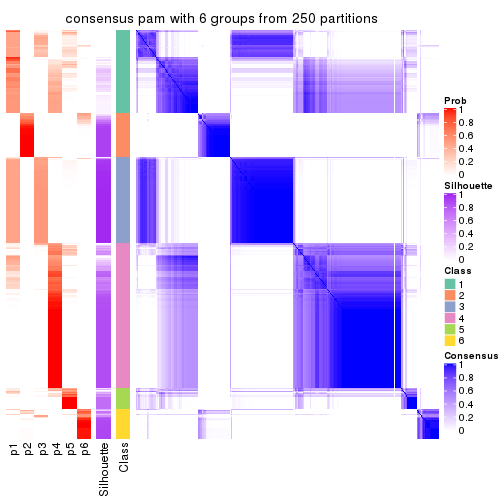 consensus pam with 6 groups from 250 partitions
Prob
1
0.8
0.6
0.4
0.2
0
Silhouette
1
0.8
0.6
0.4
0.2
0
Class
1
2
3
4
5
6
Consensus
1
0.8
0.6
0.4
0.2
0
p1
p2
p3
p4
p5
p6
Silhouette
Class